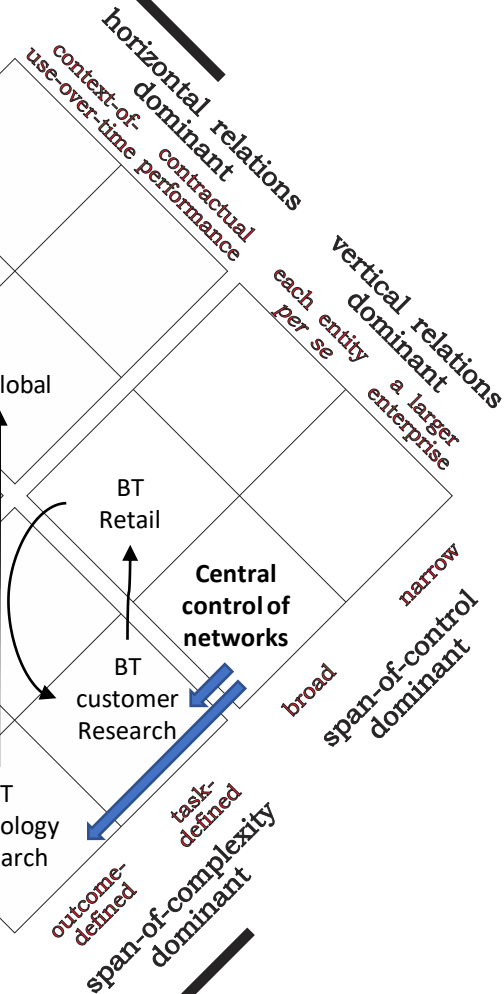 horizontal relations
dominant
context-of-
use-over-time
contractual
performance
vertical relations
dominant
each entity
per se
a larger
enterprise
lobal
BT
Retail
Central
control of
networks
narrow
broad
span-of-control
dominant
BT
customer
Research
T
ology
arch
task-
defined
outcome-
defined
span-of-complexity
dominant